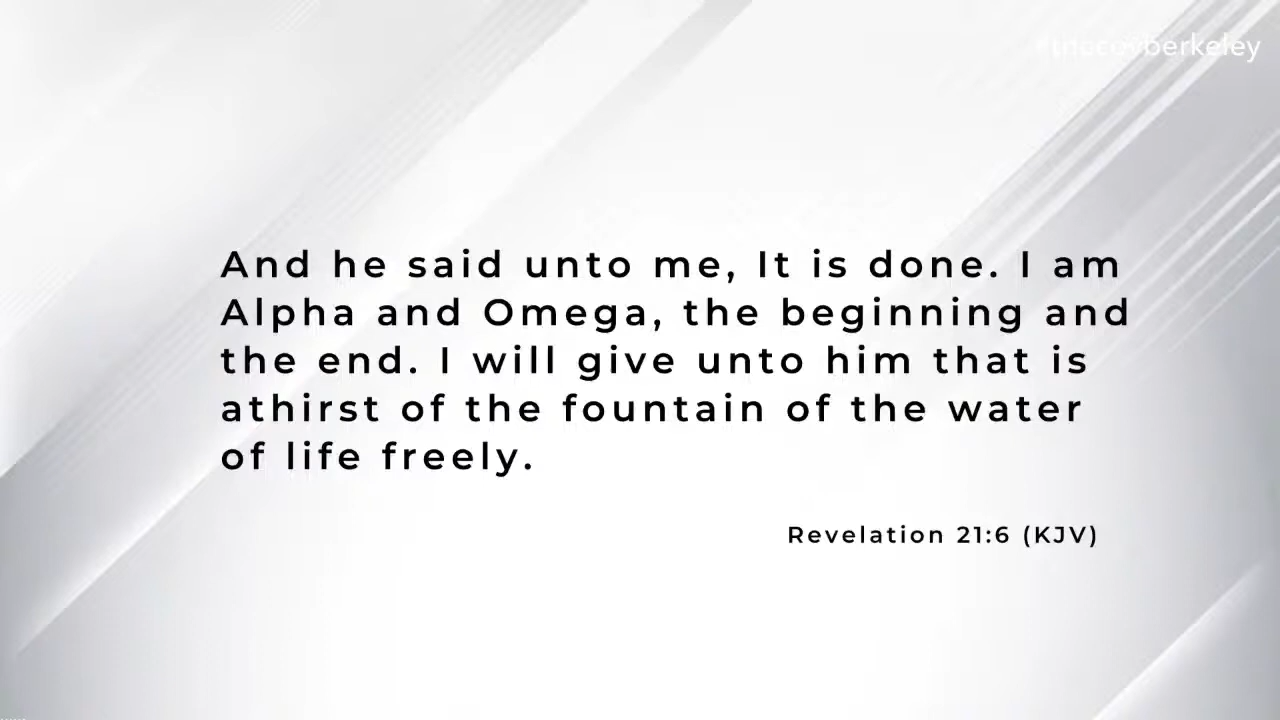 And he said unto me, It is done. I am
Alpha and Omega, the beginning and
the end. I will give unto him that is
athirst of the fountain of the water
of life freely.
Revelation 21:6 (KJV)